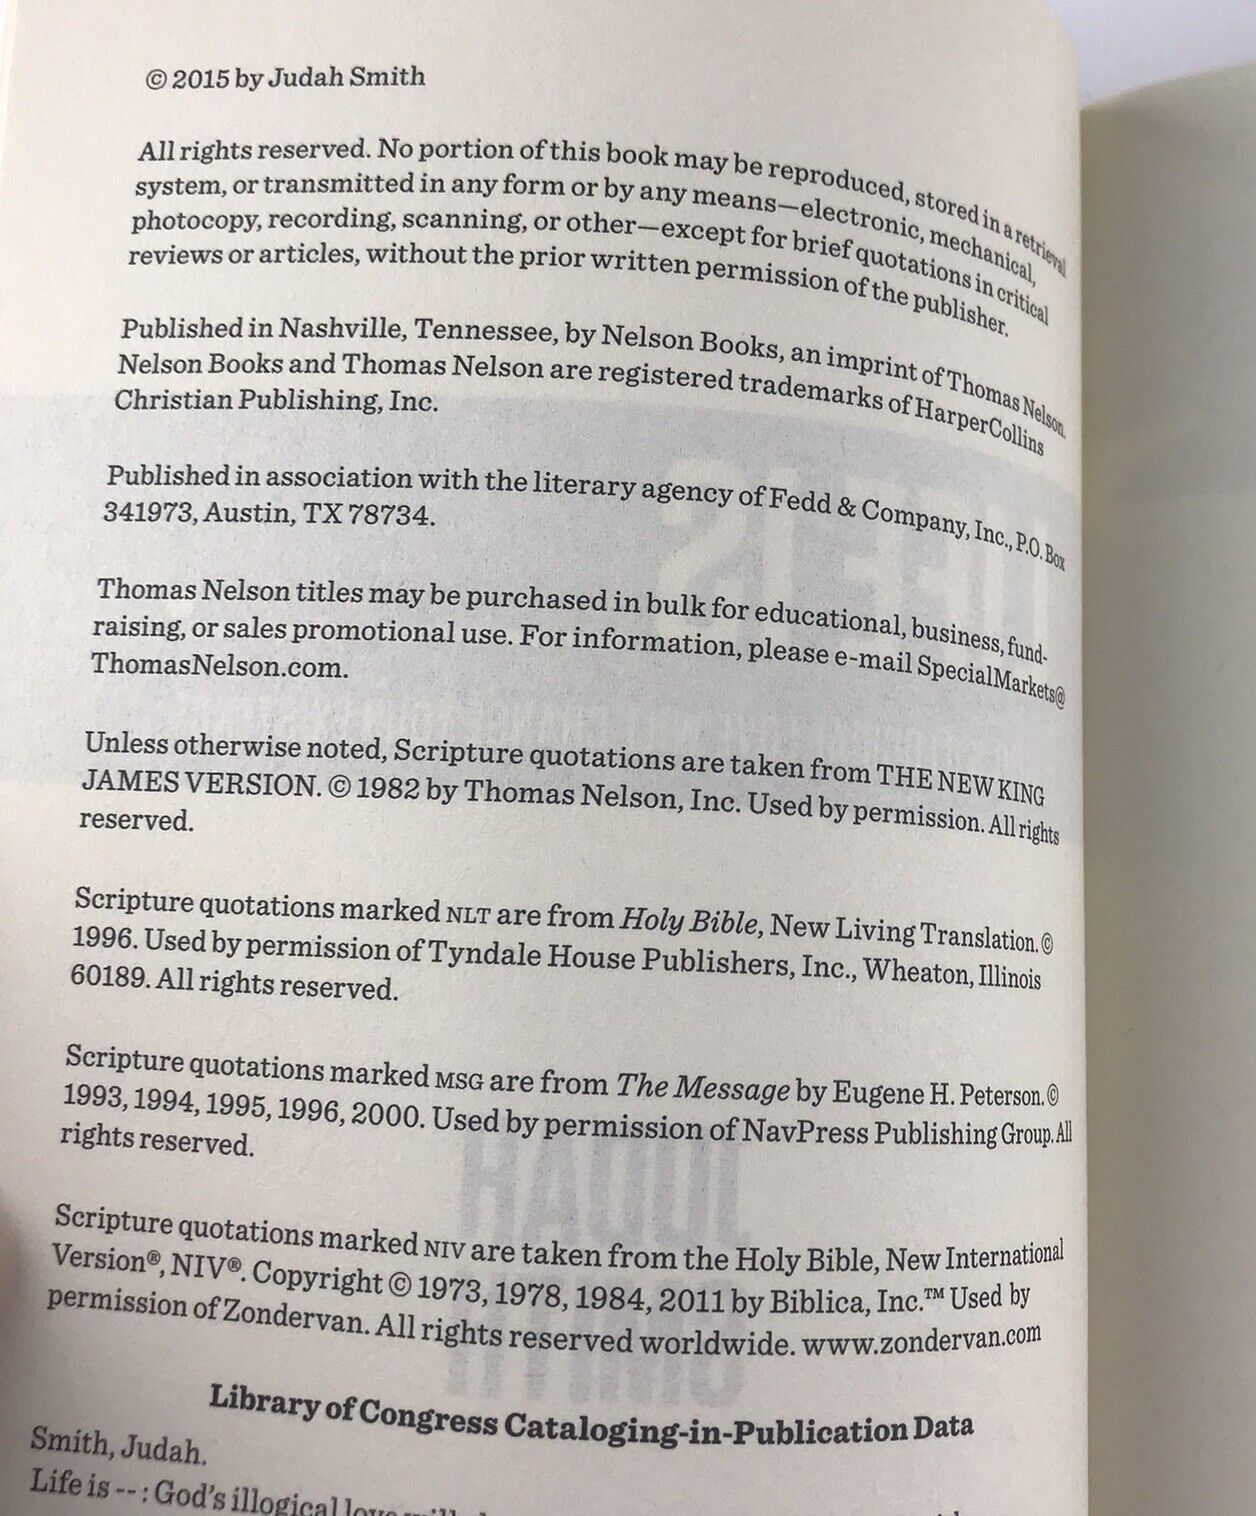 © 2015 by Judah Smith
All rights reserved. No portion of this book may be reproduced, stored in a retrieval
system, or transmitted in any form or by any means—electronic, mechanical,
photocopy, recording, scanning, or other—except for brief quotations in critical
reviews or articles, without the prior written permission of the publisher.
Published in Nashville, Tennessee, by Nelson Books, an imprint of Thomas Nelson.
Nelson Books and Thomas Nelson are registered trademarks of HarperCollins
Christian Publishing, Inc.
Published in association with the literary agency of Fedd & Company, Inc., P.O. Box
341973, Austin, TX 78734.
Thomas Nelson titles may be purchased in bulk for educational, business, fund-
raising, or sales promotional use. For information, please e-mail SpecialMarkets@
ThomasNelson.com.
Unless otherwise noted, Scripture quotations are taken from THE NEW KING
JAMES VERSION. © 1982 by Thomas Nelson, Inc. Used by permission. All rights
reserved.
Scripture quotations marked NLT are from Holy Bible, New Living Translation. ©
1996. Used by permission of Tyndale House Publishers, Inc., Wheaton, Illinois
60189. All rights reserved.
Scripture quotations marked MSG are from The Message by Eugene H. Peterson. ©
1993, 1994, 1995, 1996, 2000. Used by permission of NavPress Publishing Group. All
rights reserved.
Scripture quotations marked NIV are taken from the Holy Bible, New International
Version®, NIV®. Copyright © 1973, 1978, 1984, 2011 by Biblica, Inc.™ Used by
permission of Zondervan. All rights reserved worldwide. www.zondervan.com
Library of Congress Cataloging-in-Publication Data
Smith, Judah.
Life is -- : God's illogical love